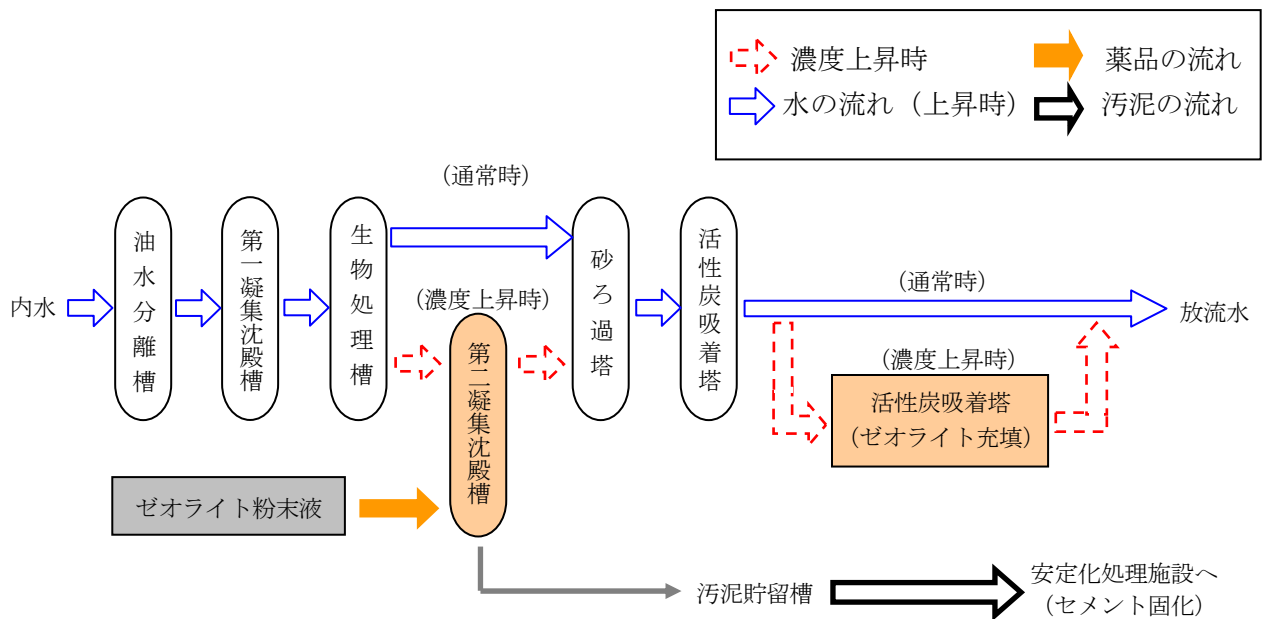 濃度上昇時
薬品の流れ
水の流れ（上昇時）
汚泥の流れ
（通常時）
内水
油水分離槽
第一凝集沈殿槽
生物処理槽
（濃度上昇時）
第二凝集沈殿槽
砂ろ過塔
活性炭吸着塔
（通常時）
放流水
（濃度上昇時）
活性炭吸着塔
（ゼオライト充填）
ゼオライト粉末液
汚泥貯留槽
安定化処理施設へ
（セメント固化）